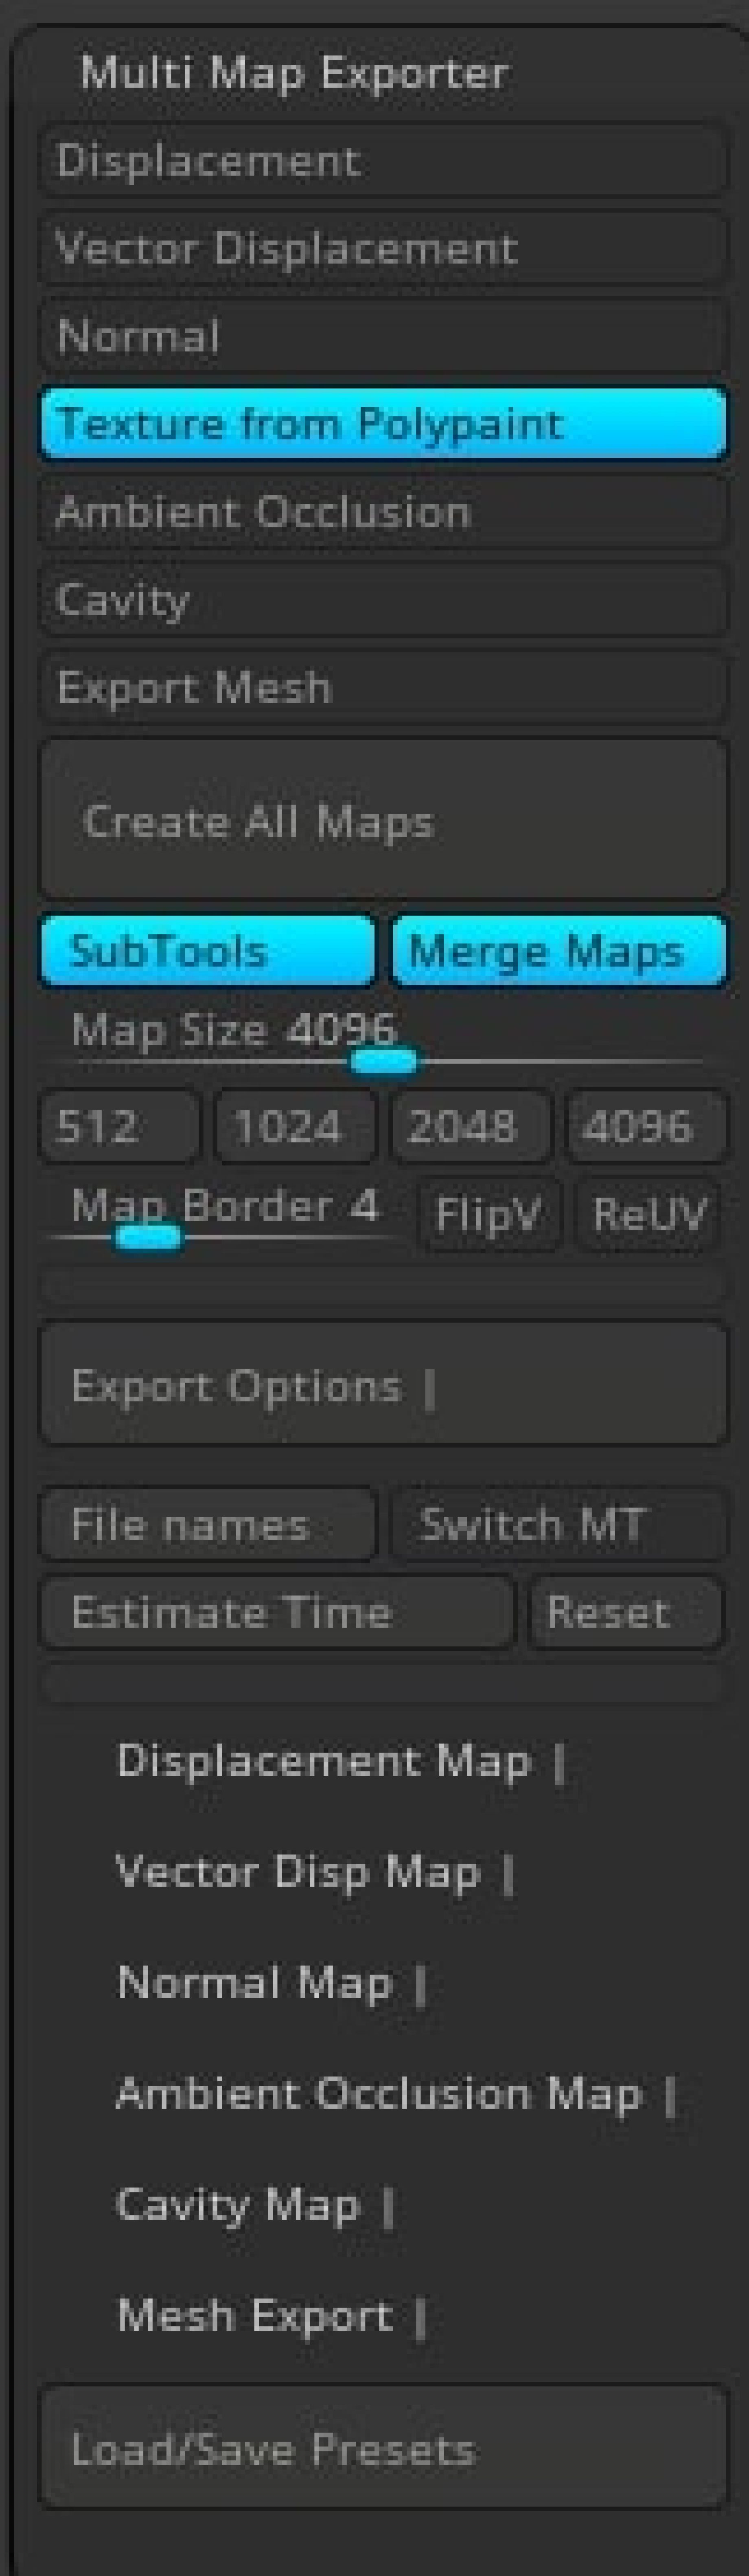 Multi Map Exporter
Displacement
Vector Displacement
Normal
Texture from Polypaint
Ambient Occlusion
Cavity
Export Mesh
Create All Maps
SubTools Merge Maps
Map Size 4096
512 1024 2048 4096
Map Border 4 FlipV ReUV
Export Options |
File names Switch MT
Estimate Time Reset
Displacement Map |
Vector Disp Map |
Normal Map |
Ambient Occlusion Map |
Cavity Map |
Mesh Export |
Load/Save Presets